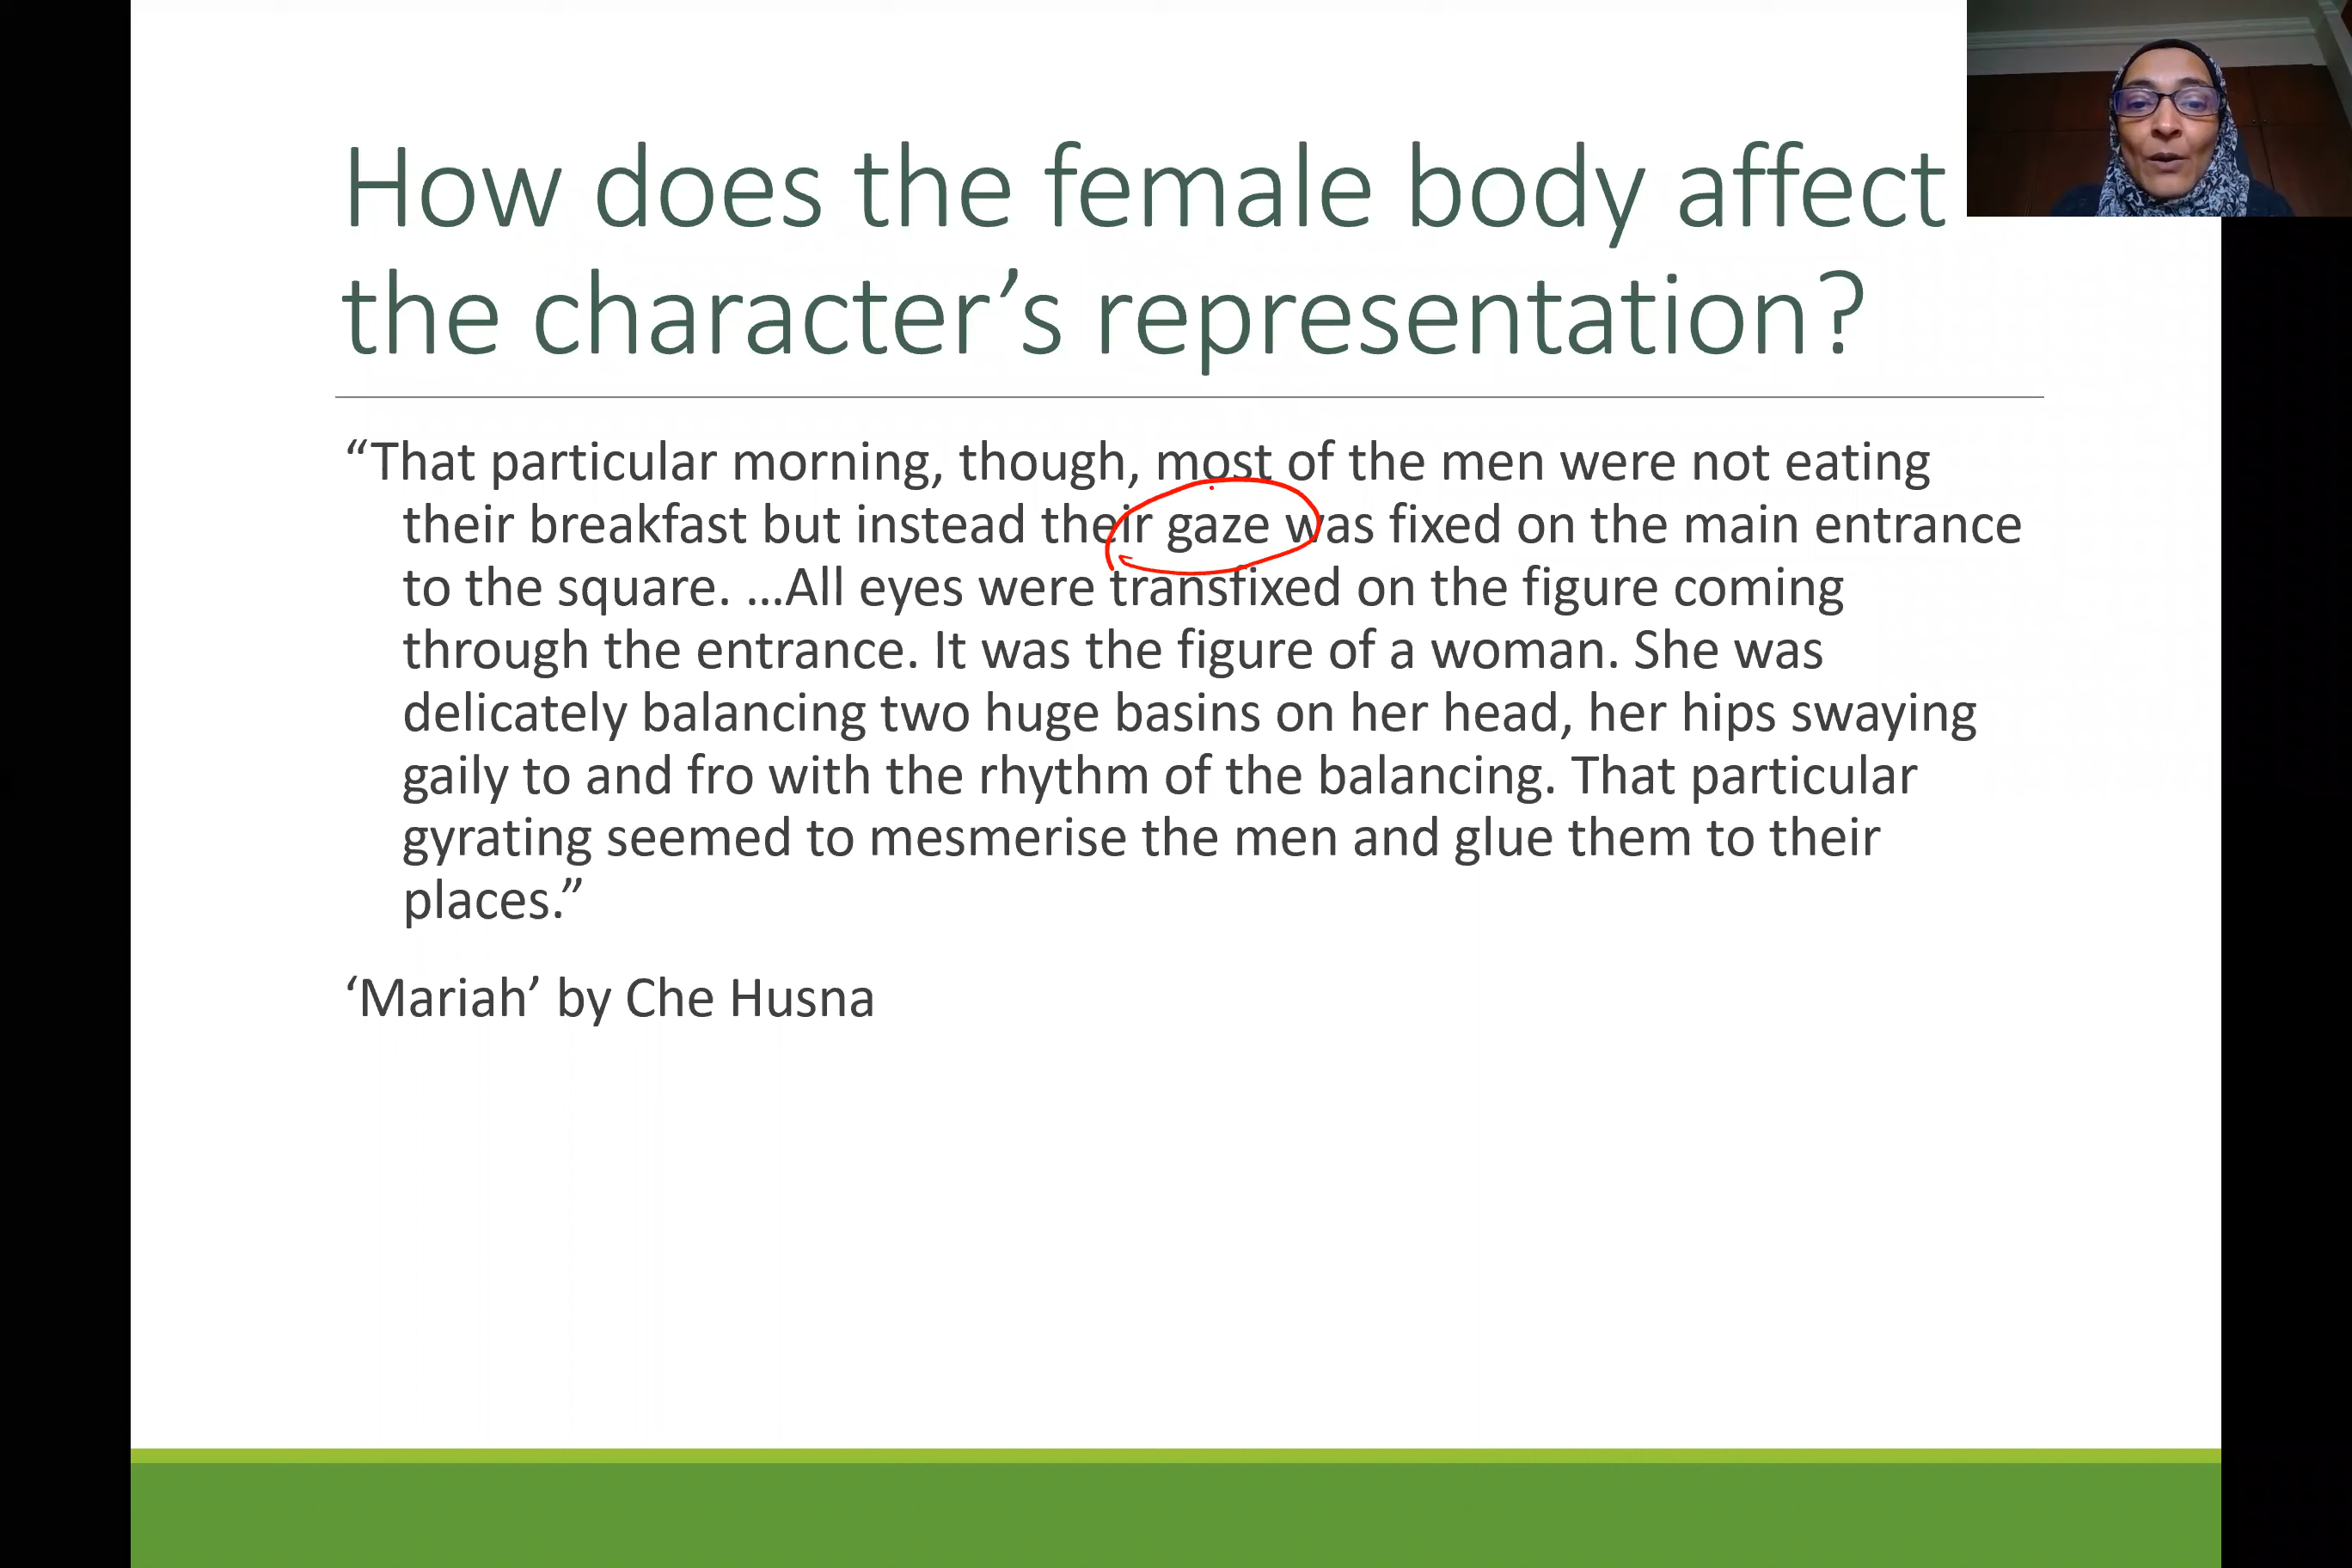 How does the female body affect
the character’s representation?
“That particular morning, though, most of the men were not eating
their breakfast but instead their gaze was fixed on the main entrance
to the square. ...All eyes were transfixed on the figure coming
through the entrance. It was the figure of a woman. She was
delicately balancing two huge basins on her head, her hips swaying
gaily to and fro with the rhythm of the balancing. That particular
gyrating seemed to mesmerise the men and glue them to their
places.”
‘Mariah’ by Che Husna